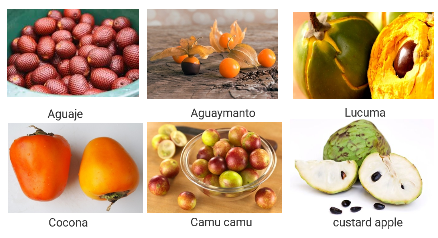 Aguaje
Aguaymanto
Lucuma
Cocona
Camu camu
custard apple